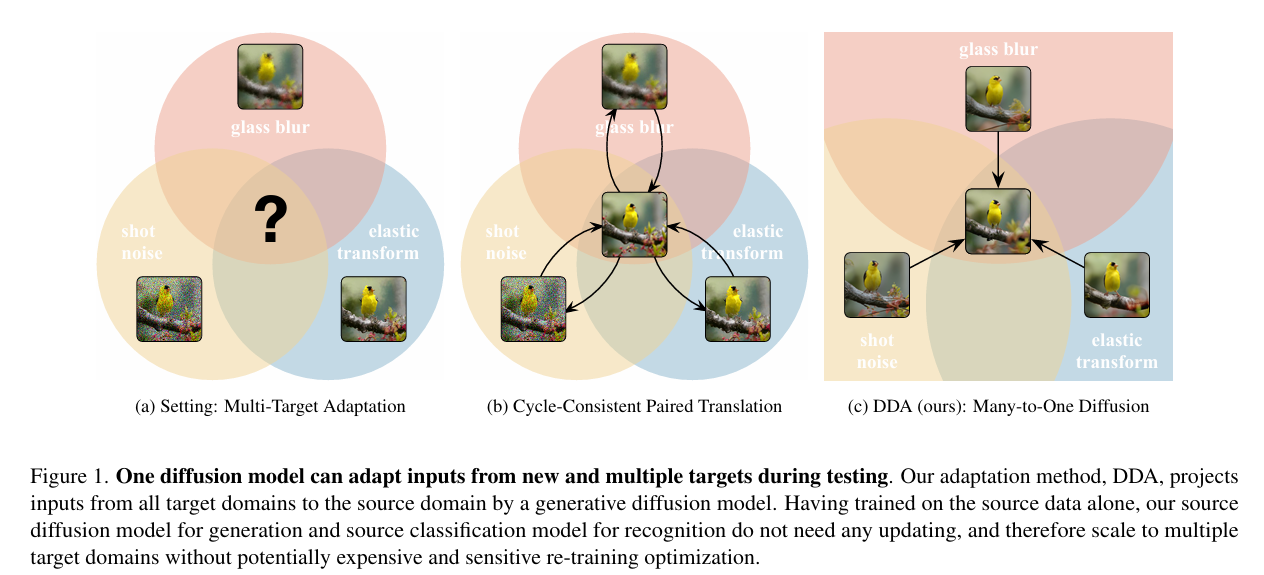 glass blur
?
shot
noise
elastic
transform
(a) Setting: Multi-Target Adaptation
glass blur
shot
noise
elastic
transform
(b) Cycle-Consistent Paired Translation
glass blur
shot
noise
elastic
transform
(c) DDA (ours): Many-to-One Diffusion
Figure 1. One diffusion model can adapt inputs from new and multiple targets during testing. Our adaptation method, DDA, projects
inputs from all target domains to the source domain by a generative diffusion model. Having trained on the source data alone, our source
diffusion model for generation and source classification model for recognition do not need any updating, and therefore scale to multiple
target domains without potentially expensive and sensitive re-training optimization.